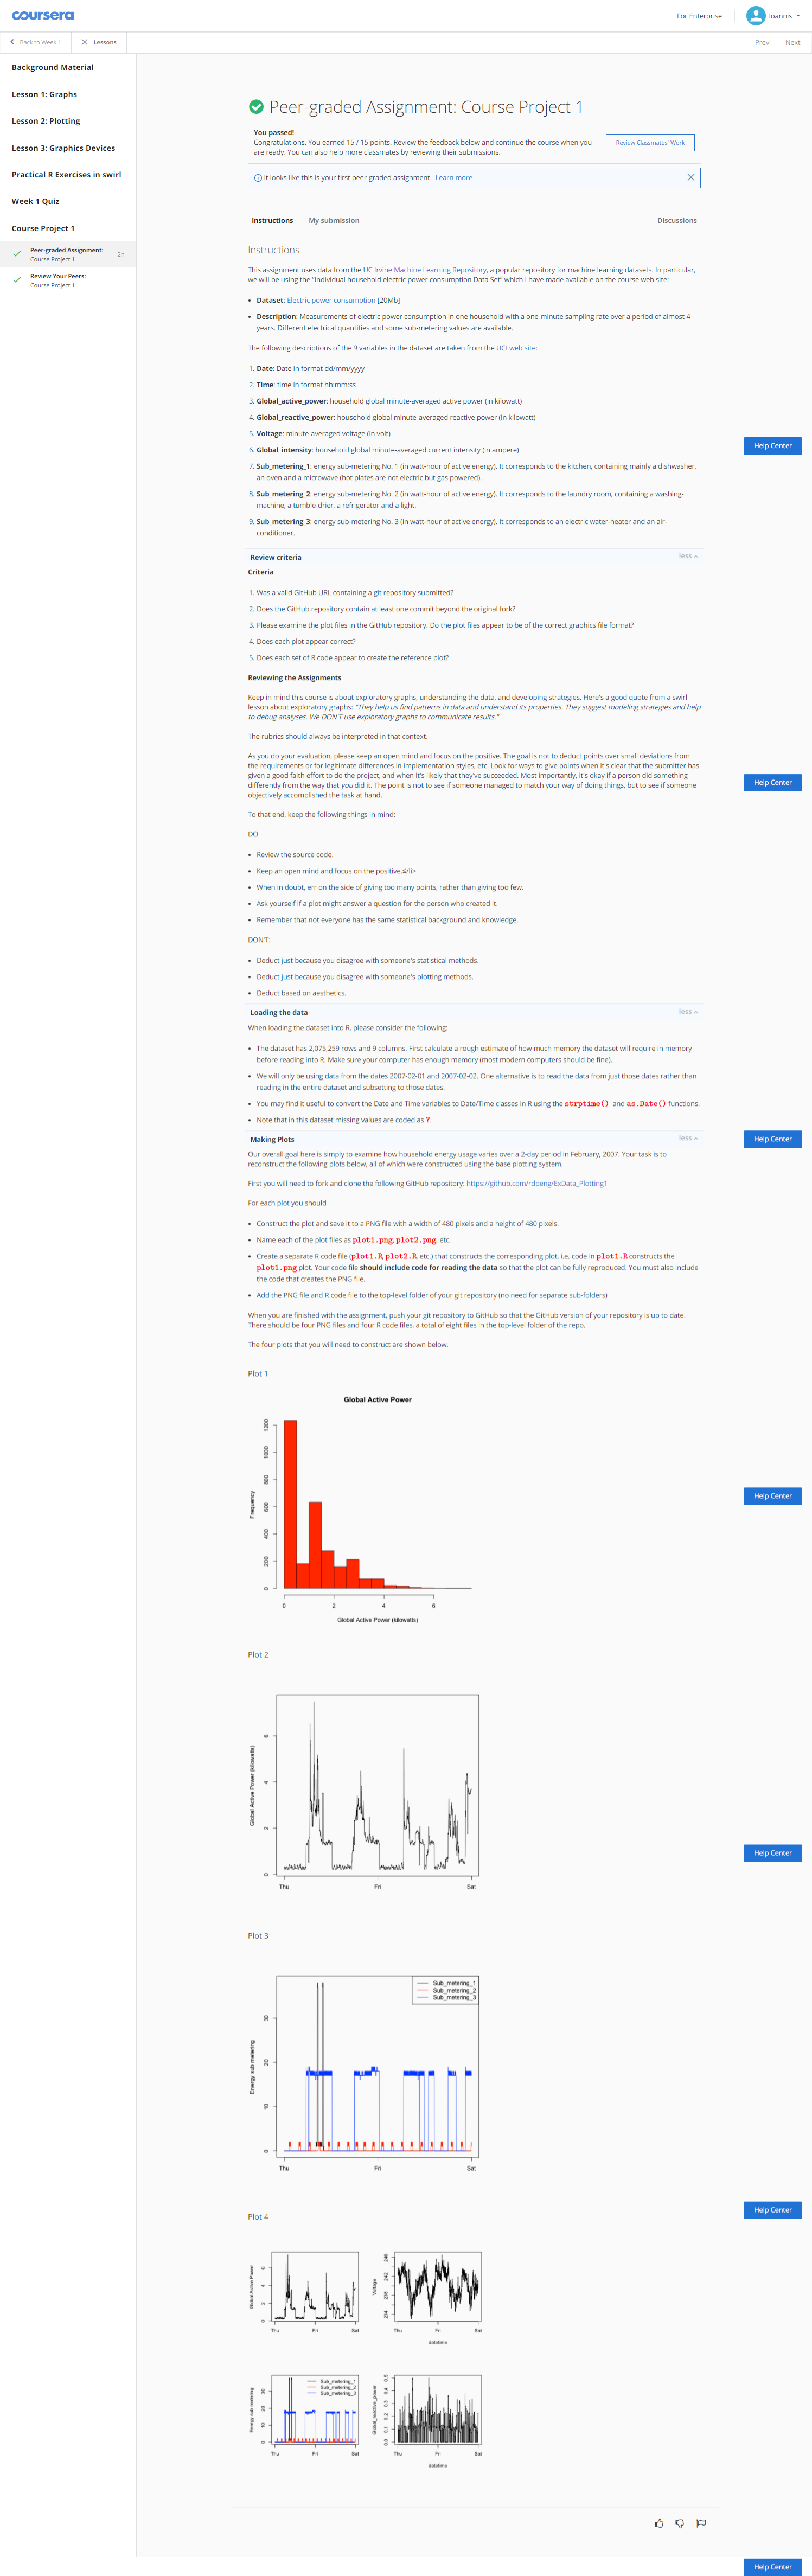 coursera
For Enterprise
Ioannis
Back to Week 1
Lessons
Prev
Next
Background Material
Lesson 1: Graphs
Lesson 2: Plotting
Lesson 3: Graphics Devices
Practical R Exercises in swirl
Week 1 Quiz
Course Project 1
Peer-graded Assignment:
Course Project 1
2h
Review Your Peers:
Course Project 1
Peer-graded Assignment: Course Project 1
You passed!
Congratulations. You earned 15 / 15 points. Review the feedback below and continue the course when you
are ready. You can also help more classmates by reviewing their submissions.
Review Classmates' Work
It looks like this is your first peer-graded assignment. Learn more
Instructions
My submission
Discussions
Instructions
This assignment uses data from the UC Irvine Machine Learning Repository, a popular repository for machine learning datasets. In particular,
we will be using the "Individual household electric power consumption Data Set" which I have made available on the course web site:
• Dataset: Electric power consumption [20Mb]
• Description: Measurements of electric power consumption in one household with a one-minute sampling rate over a period of almost 4
years. Different electrical quantities and some sub-metering values are available.
The following descriptions of the 9 variables in the dataset are taken from the UCI web site:
1. Date: Date in format dd/mm/yyyy
2. Time: time in format hh:mm:ss
3. Global_active_power: household global minute-averaged active power (in kilowatt)
4. Global_reactive_power: household global minute-averaged reactive power (in kilowatt)
5. Voltage: minute-averaged voltage (in volt)
6. Global_intensity: household global minute-averaged current intensity (in ampere)
7. Sub_metering_1: energy sub-metering No. 1 (in watt-hour of active energy). It corresponds to the kitchen, containing mainly a dishwasher,
an oven and a microwave (hot plates are not electric but gas powered).
8. Sub_metering_2: energy sub-metering No. 2 (in watt-hour of active energy). It corresponds to the laundry room, containing a washing-
machine, a tumble-drier, a refrigerator and a light.
9. Sub_metering_3: energy sub-metering No. 3 (in watt-hour of active energy). It corresponds to an electric water-heater and an air-
conditioner.
Help Center
Review criteria
less
Criteria
1. Was a valid GitHub URL containing a git repository submitted?
2. Does the GitHub repository contain at least one commit beyond the original fork?
3. Please examine the plot files in the GitHub repository. Do the plot files appear to be of the correct graphics file format?
4. Does each plot appear correct?
5. Does each set of R code appear to create the reference plot?
Reviewing the Assignments
Keep in mind this course is about exploratory graphs, understanding the data, and developing strategies. Here's a good quote from a swirl
lesson about exploratory graphs: "They help us find patterns in data and understand its properties. They suggest modeling strategies and help
to debug analyses. We DON'T use exploratory graphs to communicate results."
The rubrics should always be interpreted in that context.
As you do your evaluation, please keep an open mind and focus on the positive. The goal is not to deduct points over small deviations from
the requirements or for legitimate differences in implementation styles, etc. Look for ways to give points when it's clear that the submitter has
given a good faith effort to do the project, and when it's likely that they've succeeded. Most importantly, it's okay if a person did something
differently from the way that you did it. The point is not to see if someone managed to match your way of doing things, but to see if someone
objectively accomplished the task at hand.
Help Center
To that end, keep the following things in mind:
DO
• Review the source code.
• Keep an open mind and focus on the positive.≤/li>
• When in doubt, err on the side of giving too many points, rather than giving too few.
• Ask yourself if a plot might answer a question for the person who created it.
• Remember that not everyone has the same statistical background and knowledge.
DON'T:
• Deduct just because you disagree with someone's statistical methods.
• Deduct just because you disagree with someone's plotting methods.
• Deduct based on aesthetics.
Loading the data
less
When loading the dataset into R, please consider the following:
• The dataset has 2,075,259 rows and 9 columns. First calculate a rough estimate of how much memory the dataset will require in memory
before reading into R. Make sure your computer has enough memory (most modern computers should be fine).
• We will only be using data from the dates 2007-02-01 and 2007-02-02. One alternative is to read the data from just those dates rather than
reading in the entire dataset and subsetting to those dates.
• You may find it useful to convert the Date and Time variables to Date/Time classes in R using the strptime() and as.Date() functions.
• Note that in this dataset missing values are coded as ?.
Making Plots
less
Help Center
Our overall goal here is simply to examine how household energy usage varies over a 2-day period in February, 2007. Your task is to
reconstruct the following plots below, all of which were constructed using the base plotting system.
First you will need to fork and clone the following GitHub repository: https://github.com/rdpeng/ExData_Plotting1
For each plot you should
• Construct the plot and save it to a PNG file with a width of 480 pixels and a height of 480 pixels.
• Name each of the plot files as plot1.png, plot2.png, etc.
• Create a separate R code file (plot1.R, plot2.R, etc.) that constructs the corresponding plot, i.e. code in plot1.R constructs the
plot1.png plot. Your code file should include code for reading the data so that the plot can be fully reproduced. You must also include
the code that creates the PNG file.
• Add the PNG file and R code file to the top-level folder of your git repository (no need for separate sub-folders)
When you are finished with the assignment, push your git repository to GitHub so that the GitHub version of your repository is up to date.
There should be four PNG files and four R code files, a total of eight files in the top-level folder of the repo.
The four plots that you will need to construct are shown below.
Plot 1
Global Active Power
Frequency
0 200 400 600 800 1000 1200
0 2 4 6
Global Active Power (kilowatts)
Help Center
Plot 2
Global Active Power (kilowatts)
0 2 4 6
Thu Fri Sat
Help Center
Plot 3
Sub_metering_1
Sub_metering_2
Sub_metering_3
Energy sub metering
0 10 20 30
Thu Fri Sat
Help Center
Plot 4
Global Active Power
0 2 4 6
Thu Fri Sat
Voltage
234 238 242 246
Thu Fri Sat
datetime
Sub_metering_1
Sub_metering_2
Sub_metering_3
Energy sub metering
0 10 20 30
Thu Fri Sat
Global_reactive_power
0.0 0.1 0.2 0.3 0.4 0.5
Thu Fri Sat
datetime
Help Center